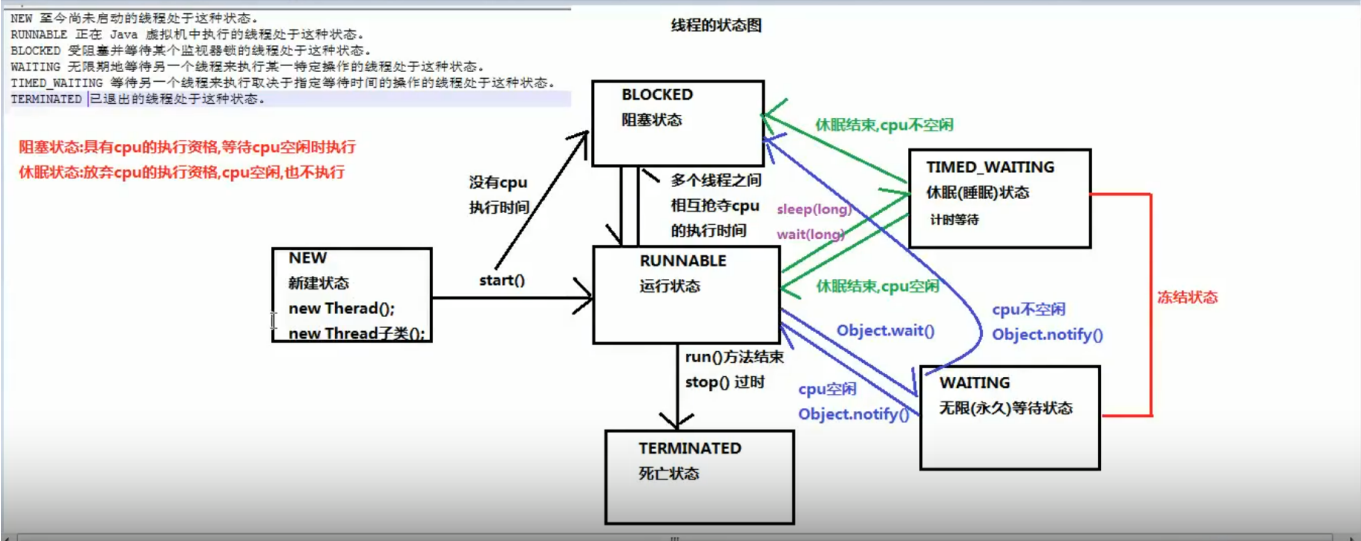 NEW 至今尚未启动的线程处于这种状态。
RUNNABLE 正在 Java 虚拟机中执行的线程处于这种状态。
BLOCKED 受阻塞并等待某个监视器锁的线程处于这种状态。
WAITING 无限期地等待另一个线程来执行某一特定操作的线程处于这种状态。
TIMED_WAITING 等待另一个线程来执行取决于指定等待时间的操作的线程处于这种状态。
TERMINATED 已退出的线程处于这种状态。
线程的状态图
阻塞状态:具有cpu的执行资格,等待cpu空闲时执行
休眠状态:放弃cpu的执行资格,cpu空闲,也不执行
BLOCKED
阻塞状态
休眠结束,cpu不空闲
TIMED_WAITING
休眠(睡眠)状态
计时等待
没有cpu
执行时间
多个线程之间
相互抢夺cpu
的执行时间
sleep(long)
wait(long)
NEW
新建状态
new Therad();
new Thread子类();
start()
RUNNABLE
运行状态
休眠结束,cpu空闲
冻结状态
cpu不空闲
Object.notify()
Object.wait()
run()方法结束
stop() 过时
cpu空闲
Object.notify()
WAITING
无限(永久)等待状态
TERMINATED
死亡状态